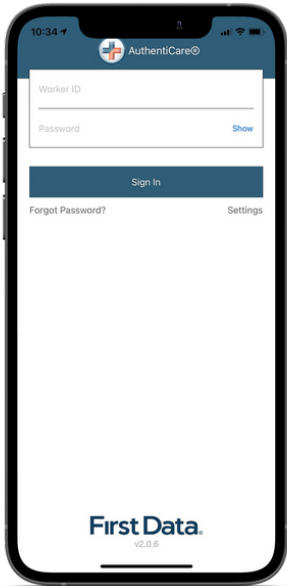 10:34
AuthentiCare®
Worker ID
Password Show
Sign In
Forgot Password? Settings
First Data.
v2.0.6